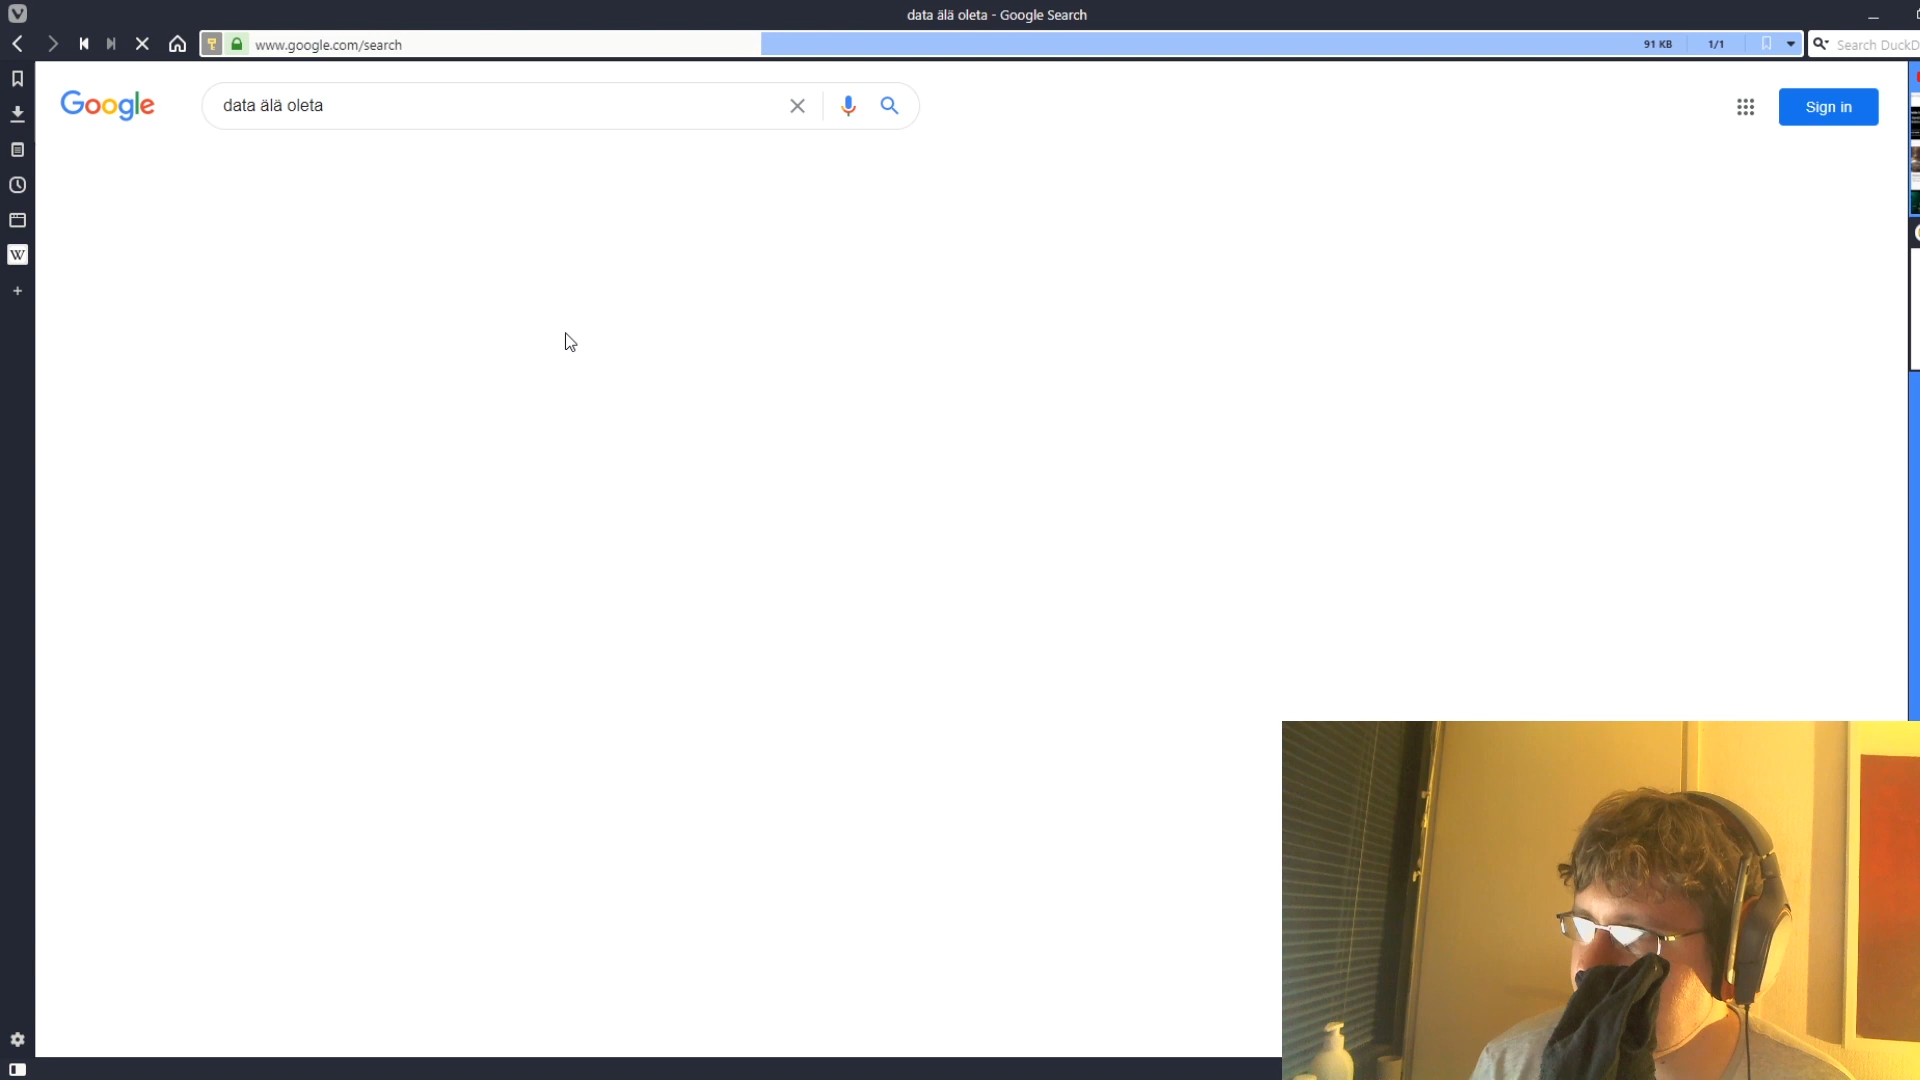 data älä oleta - Google Search
www.google.com/search
91 KB
1/1
Search DuckD
Google
data älä oleta
Sign in
W